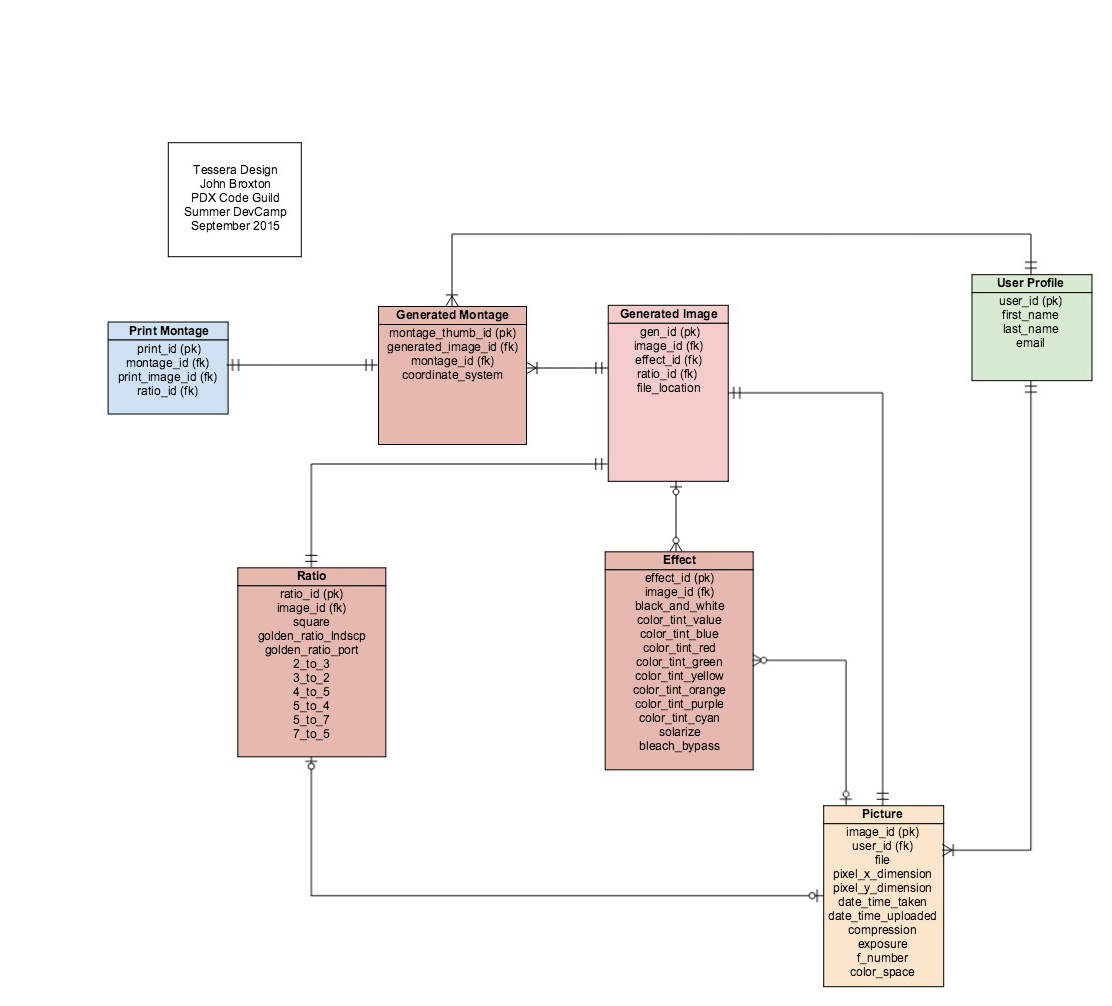 Tessera Design
John Broxton
PDX Code Guild
Summer DevCamp
September 2015
Print Montage
print_id (pk)
montage_id (fk)
print_image_id (fk)
ratio_id (fk)
Generated Montage
montage_thumb_id (pk)
generated_image_id (fk)
montage_id (fk)
coordinate_system
Generated Image
gen_id (pk)
image_id (fk)
effect_id (fk)
ratio_id (fk)
file_location
User Profile
user_id (pk)
first_name
last_name
email
Ratio
ratio_id (pk)
image_id (fk)
square
golden_ratio_lndscp
golden_ratio_port
2_to_3
3_to_2
4_to_5
5_to_4
5_to_7
7_to_5
Effect
effect_id (pk)
image_id (fk)
black_and_white
color_tint_value
color_tint_blue
color_tint_red
color_tint_green
color_tint_yellow
color_tint_orange
color_tint_purple
color_tint_cyan
solarize
bleach_bypass
Picture
image_id (pk)
user_id (fk)
file
pixel_x_dimension
pixel_y_dimension
date_time_taken
date_time_uploaded
compression
exposure
f_number
color_space